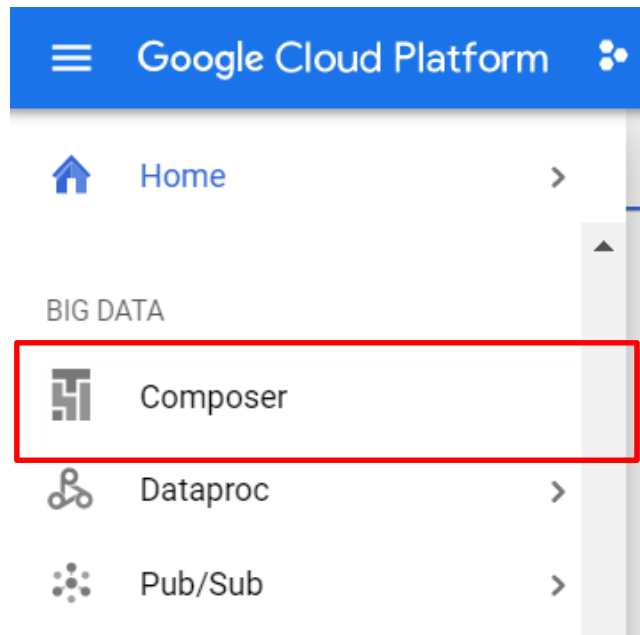 Google Cloud Platform
Home
BIG DATA
Composer
Dataproc
Pub/Sub